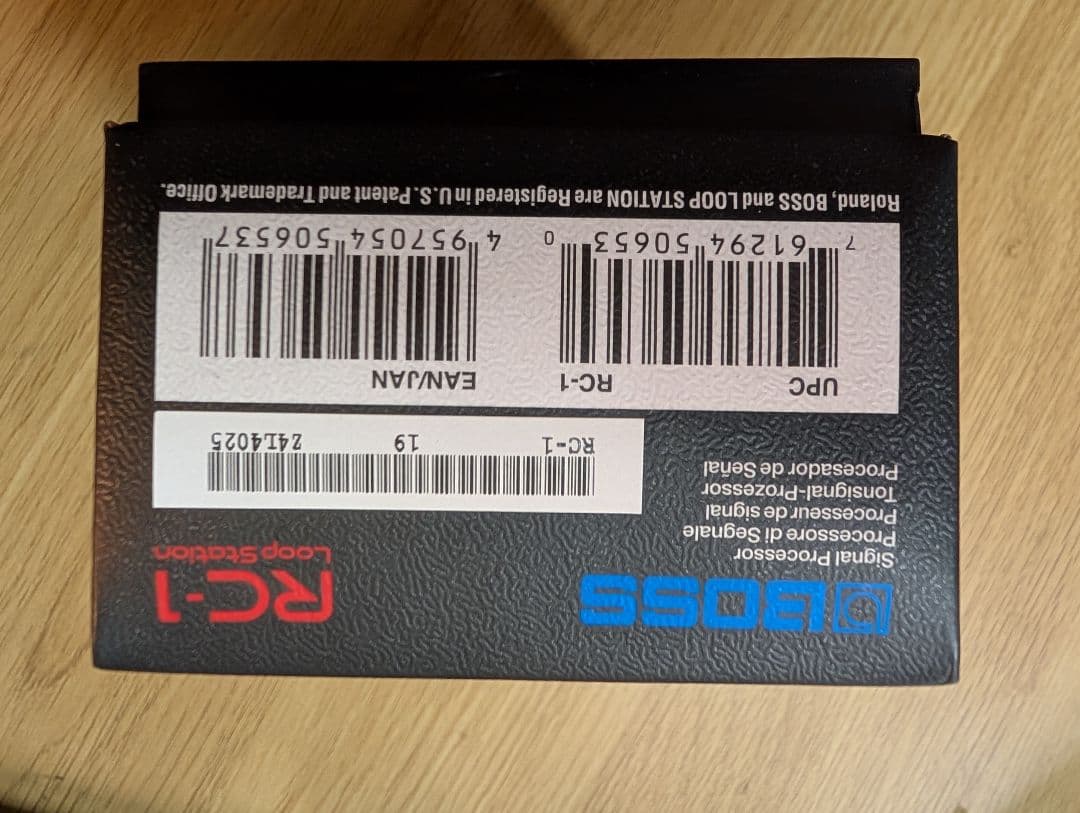 BOSS
RC-1
Loop Station
Signal Processor
Processore di Segnale
Processeur de signal
Tonsignal-Prozessor
Procesador de Señal
RC-1 19 Z4L4025
UPC RC-1
7 61294 50653 0
EAN/JAN
4 957054 506537
Roland, BOSS and LOOP STATION are Registered in U.S. Patent and Trademark Office.